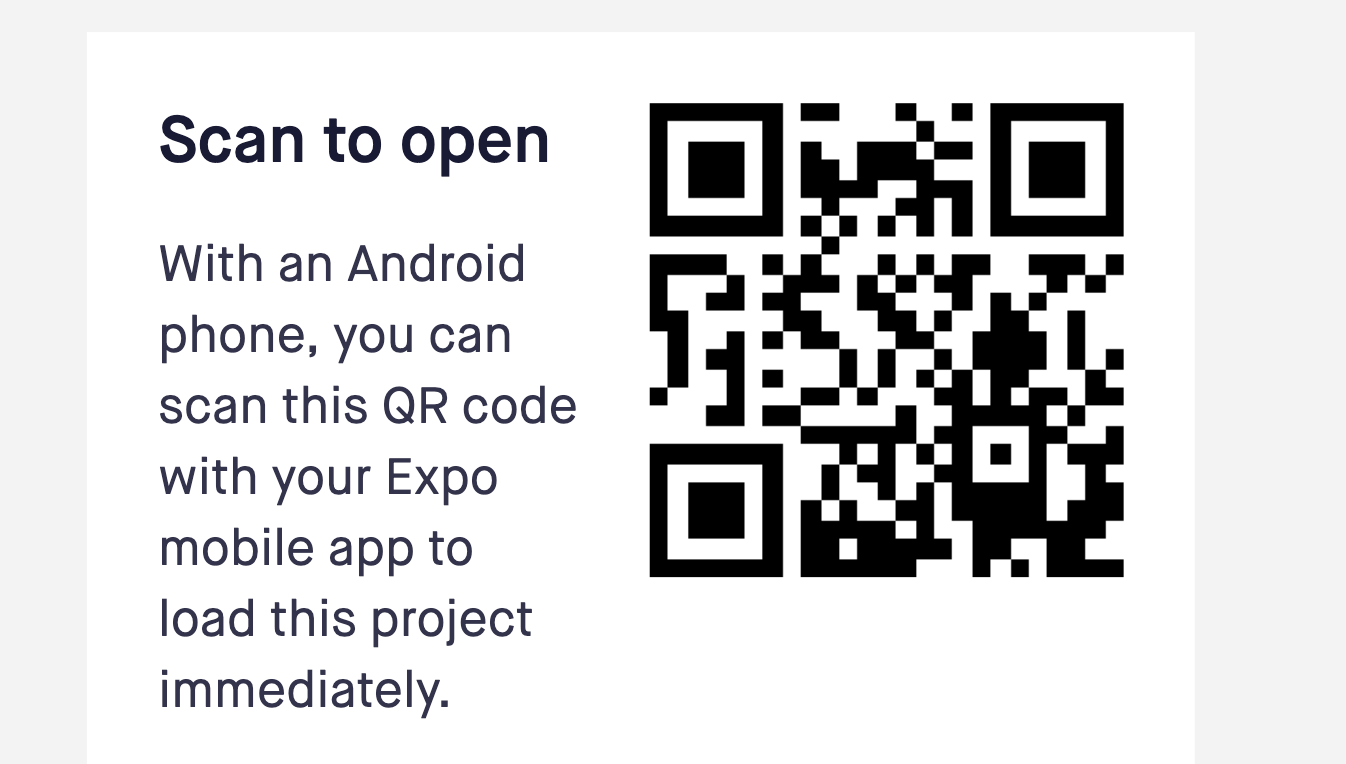 Scan to open
With an Android
phone, you can
scan this QR code
with your Expo
mobile app to
load this project
immediately.